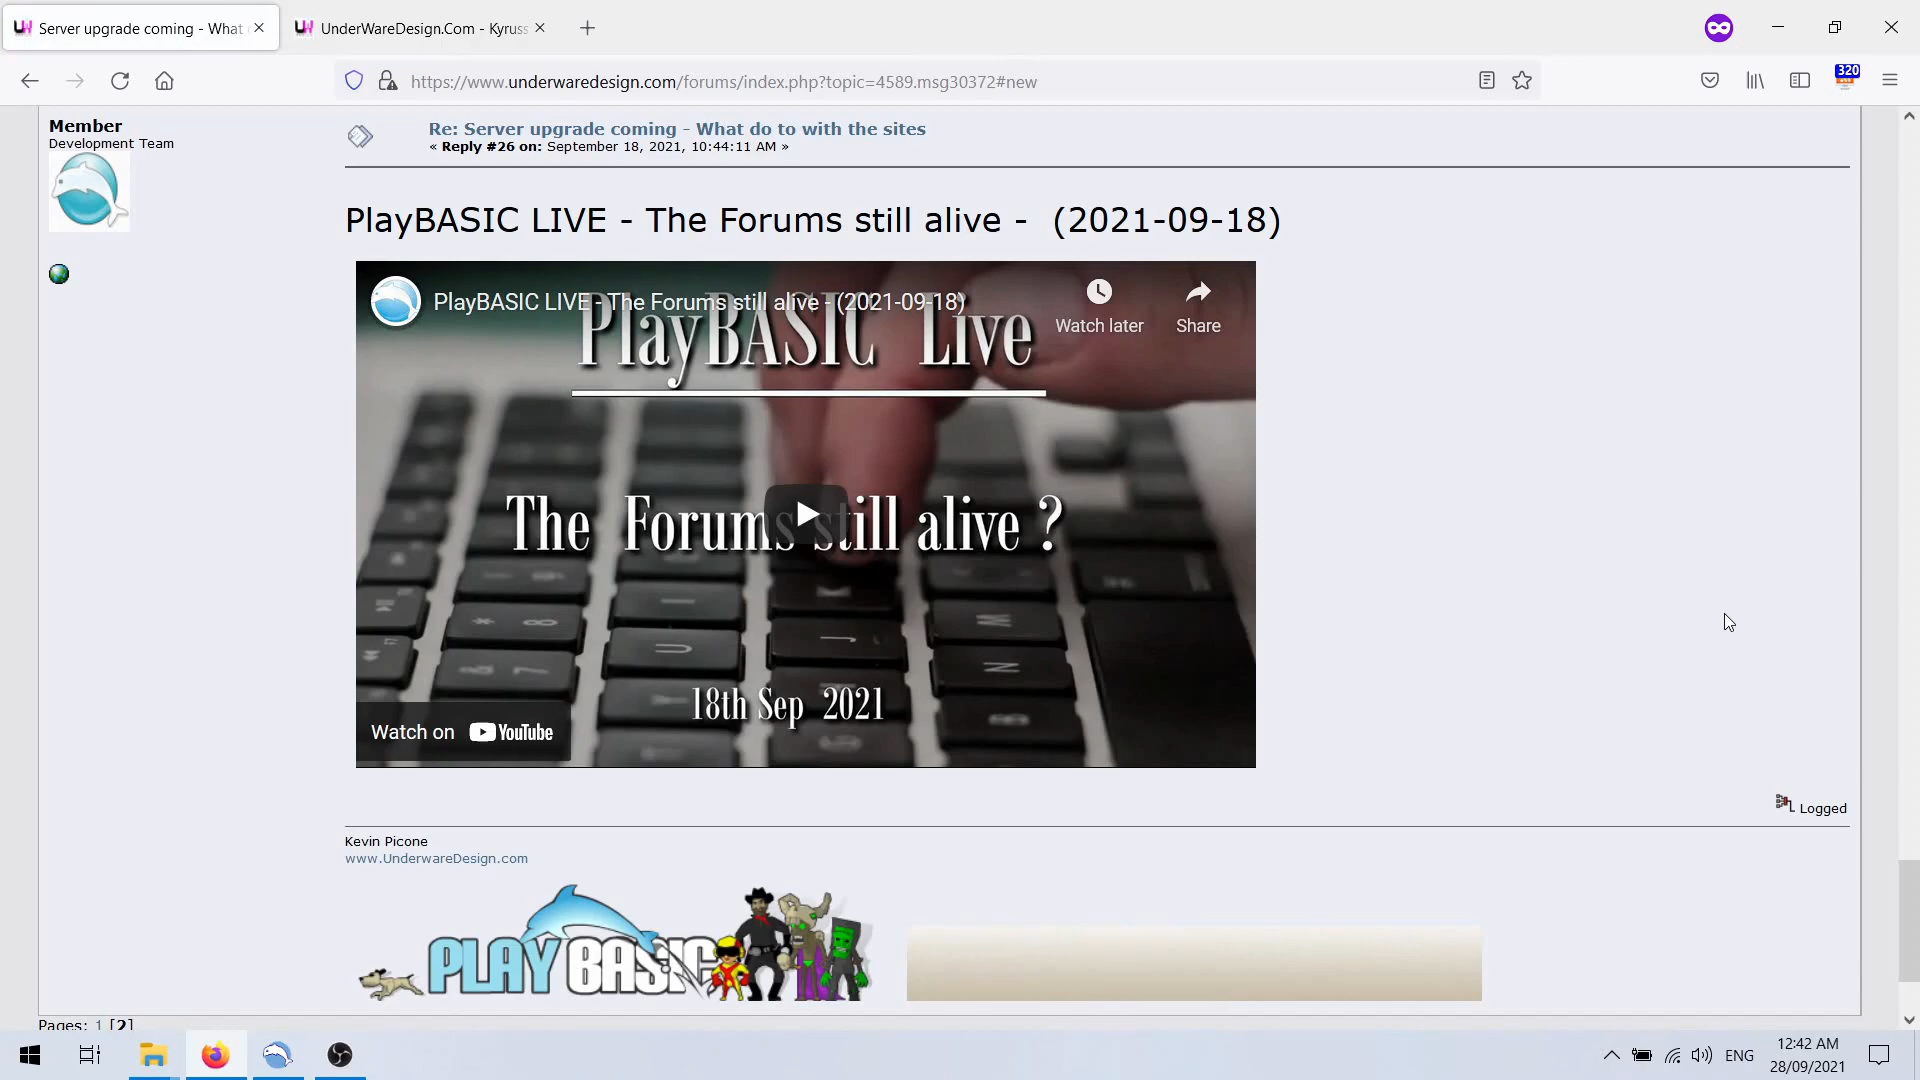 Server upgrade coming - What
UnderWareDesign.Com - Kyruss
https://www.underwaredesign.com/forums/index.php?topic=4589.msg30372#new
320
Member
Development Team
Re: Server upgrade coming - What do to with the sites
« Reply #26 on: September 18, 2021, 10:44:11 AM »
PlayBASIC LIVE - The Forums still alive - (2021-09-18)
PlayBASIC LIVE - The Forums still alive - (2021-09-18)
Watch later
Share
PlayBASIC Live
The Forums still alive ?
18th Sep 2021
Watch on YouTube
Logged
Kevin Picone
www.UnderwareDesign.com
PLAY BASIC
Pages: 1 [2]
ENG
12:42 AM
28/09/2021